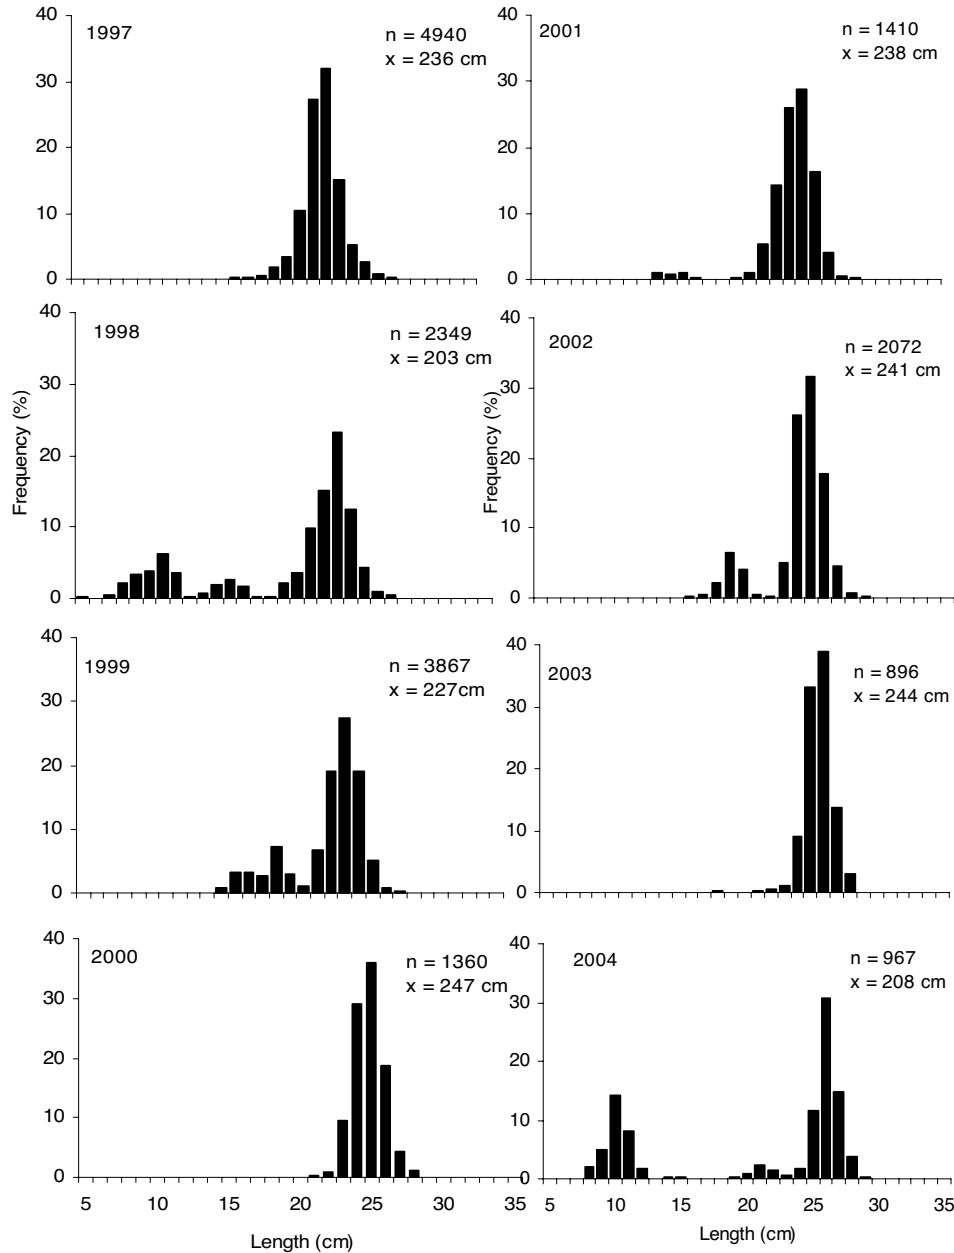 1997
n = 4940
x = 236 cm
40
30
20
10
0
2001
n = 1410
x = 238 cm
40
30
20
10
0
1998
n = 2349
x = 203 cm
40
30
20
10
0
Frequency (%)
2002
n = 2072
x = 241 cm
40
30
20
10
0
Frequency (%)
1999
n = 3867
x = 227cm
40
30
20
10
0
2003
n = 896
x = 244 cm
40
30
20
10
0
2000
n = 1360
x = 247 cm
40
30
20
10
0
5 10 15 20 25 30 35
Length (cm)
2004
n = 967
x = 208 cm
40
30
20
10
0
5 10 15 20 25 30 35
Length (cm)